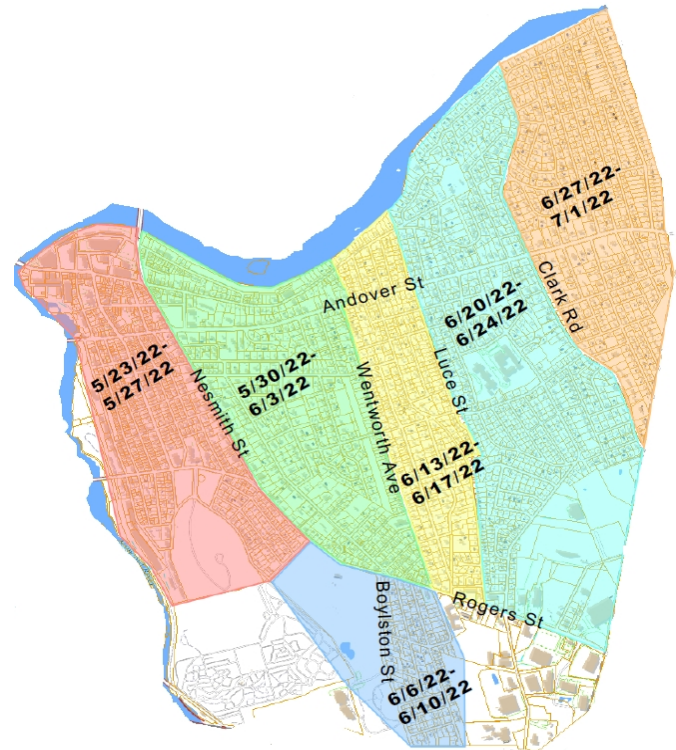 6/27/22-
7/1/22
Andover St
Clark Rd
6/20/22-
6/24/22
5/23/22-
5/27/22
Nesmith St
5/30/22-
6/3/22
Wentworth Ave
Luce St
6/13/22-
6/17/22
Boylston St
Rogers St
6/6/22-
6/10/22